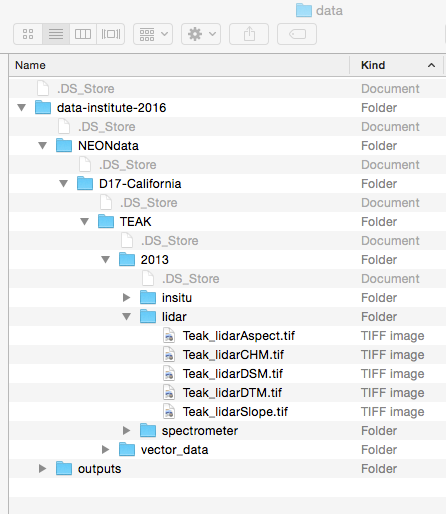 data
Name Kind
.DS_Store Document
data-institute-2016 Folder
.DS_Store Document
NEONdata Folder
.DS_Store Document
D17-California Folder
.DS_Store Document
TEAK Folder
.DS_Store Document
2013 Folder
.DS_Store Document
insitu Folder
lidar Folder
Teak_lidarAspect.tif TIFF image
Teak_lidarCHM.tif TIFF image
Teak_lidarDSM.tif TIFF image
Teak_lidarDTM.tif TIFF image
Teak_lidarSlope.tif TIFF image
spectrometer Folder
vector_data Folder
outputs Folder